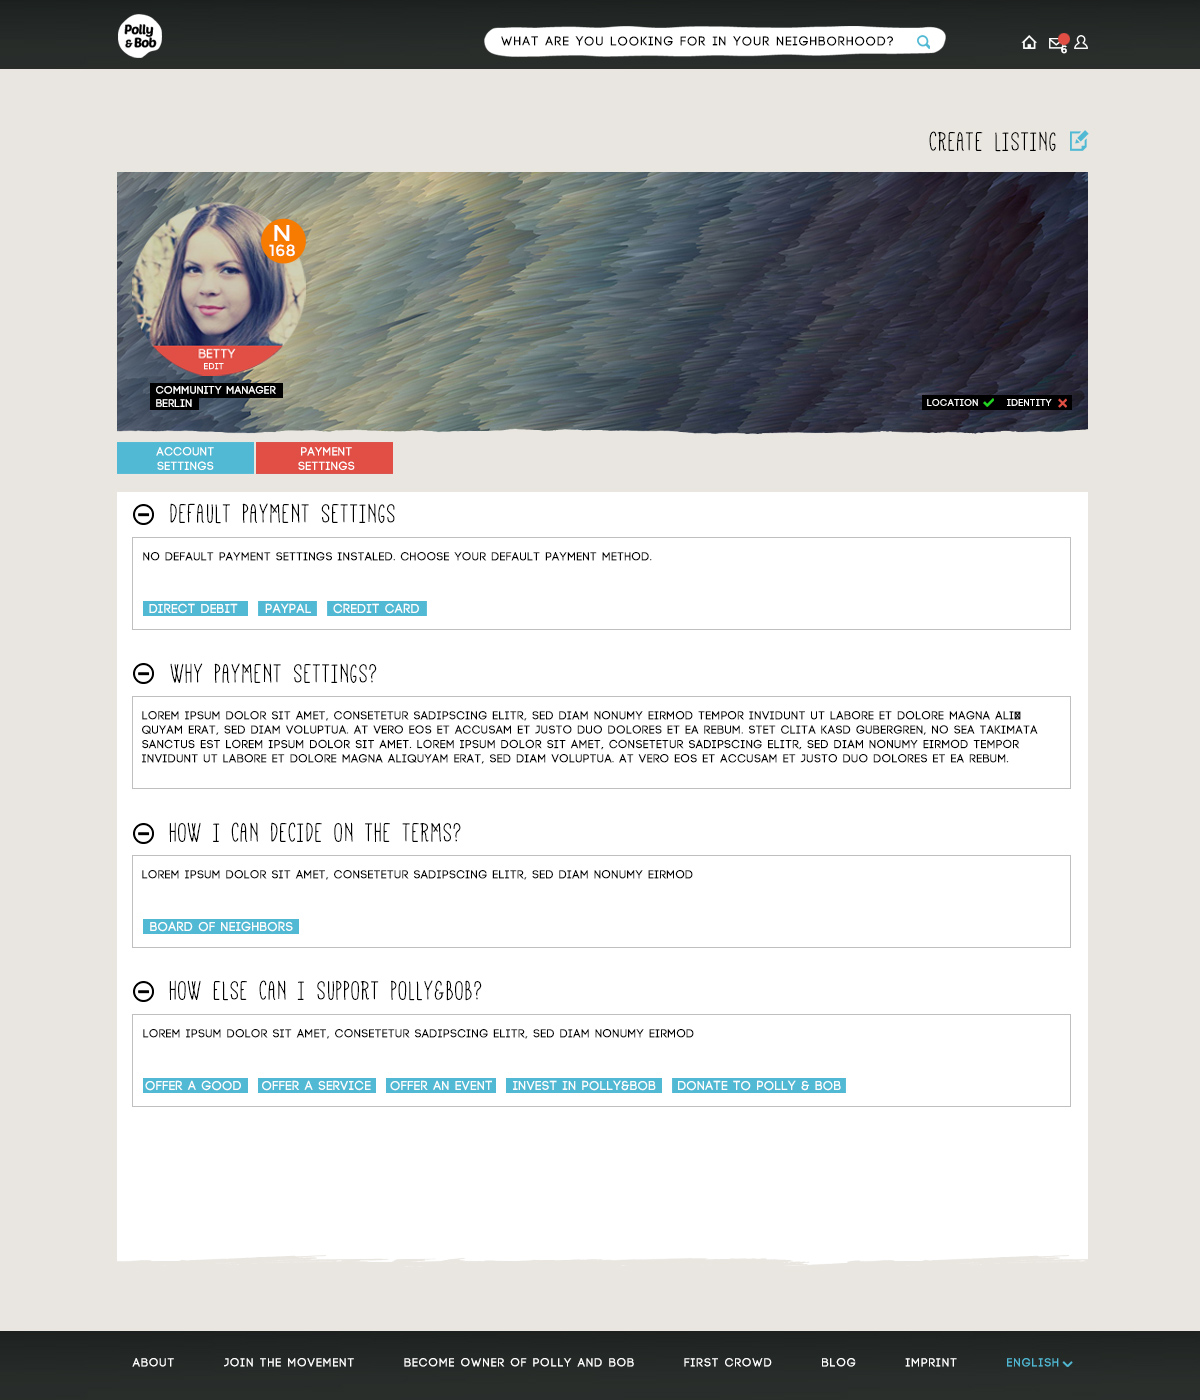 Polly
& Bob
WHAT ARE YOU LOOKING FOR IN YOUR NEIGHBORHOOD?
6
CREATE LISTING
N
168
BETTY
EDIT
COMMUNITY MANAGER
BERLIN
LOCATION IDENTITY
ACCOUNT
SETTINGS
PAYMENT
SETTINGS
DEFAULT PAYMENT SETTINGS
NO DEFAULT PAYMENT SETTINGS INSTALED. CHOOSE YOUR DEFAULT PAYMENT METHOD.
DIRECT DEBIT PAYPAL CREDIT CARD
WHY PAYMENT SETTINGS?
LOREM IPSUM DOLOR SIT AMET, CONSETETUR SADIPSCING ELITR, SED DIAM NONUMY EIRMOD TEMPOR INVIDUNT UT LABORE ET DOLORE MAGNA ALI
QUYAM ERAT, SED DIAM VOLUPTUA. AT VERO EOS ET ACCUSAM ET JUSTO DUO DOLORES ET EA REBUM. STET CLITA KASD GUBERGREN, NO SEA TAKIMATA
SANCTUS EST LOREM IPSUM DOLOR SIT AMET. LOREM IPSUM DOLOR SIT AMET, CONSETETUR SADIPSCING ELITR, SED DIAM NONUMY EIRMOD TEMPOR
INVIDUNT UT LABORE ET DOLORE MAGNA ALIQUYAM ERAT, SED DIAM VOLUPTUA. AT VERO EOS ET ACCUSAM ET JUSTO DUO DOLORES ET EA REBUM.
HOW I CAN DECIDE ON THE TERMS?
LOREM IPSUM DOLOR SIT AMET, CONSETETUR SADIPSCING ELITR, SED DIAM NONUMY EIRMOD
BOARD OF NEIGHBORS
HOW ELSE CAN I SUPPORT POLLY&BOB?
LOREM IPSUM DOLOR SIT AMET, CONSETETUR SADIPSCING ELITR, SED DIAM NONUMY EIRMOD
OFFER A GOOD OFFER A SERVICE OFFER AN EVENT INVEST IN POLLY&BOB DONATE TO POLLY & BOB
ABOUT JOIN THE MOVEMENT BECOME OWNER OF POLLY AND BOB FIRST CROWD BLOG IMPRINT ENGLISH